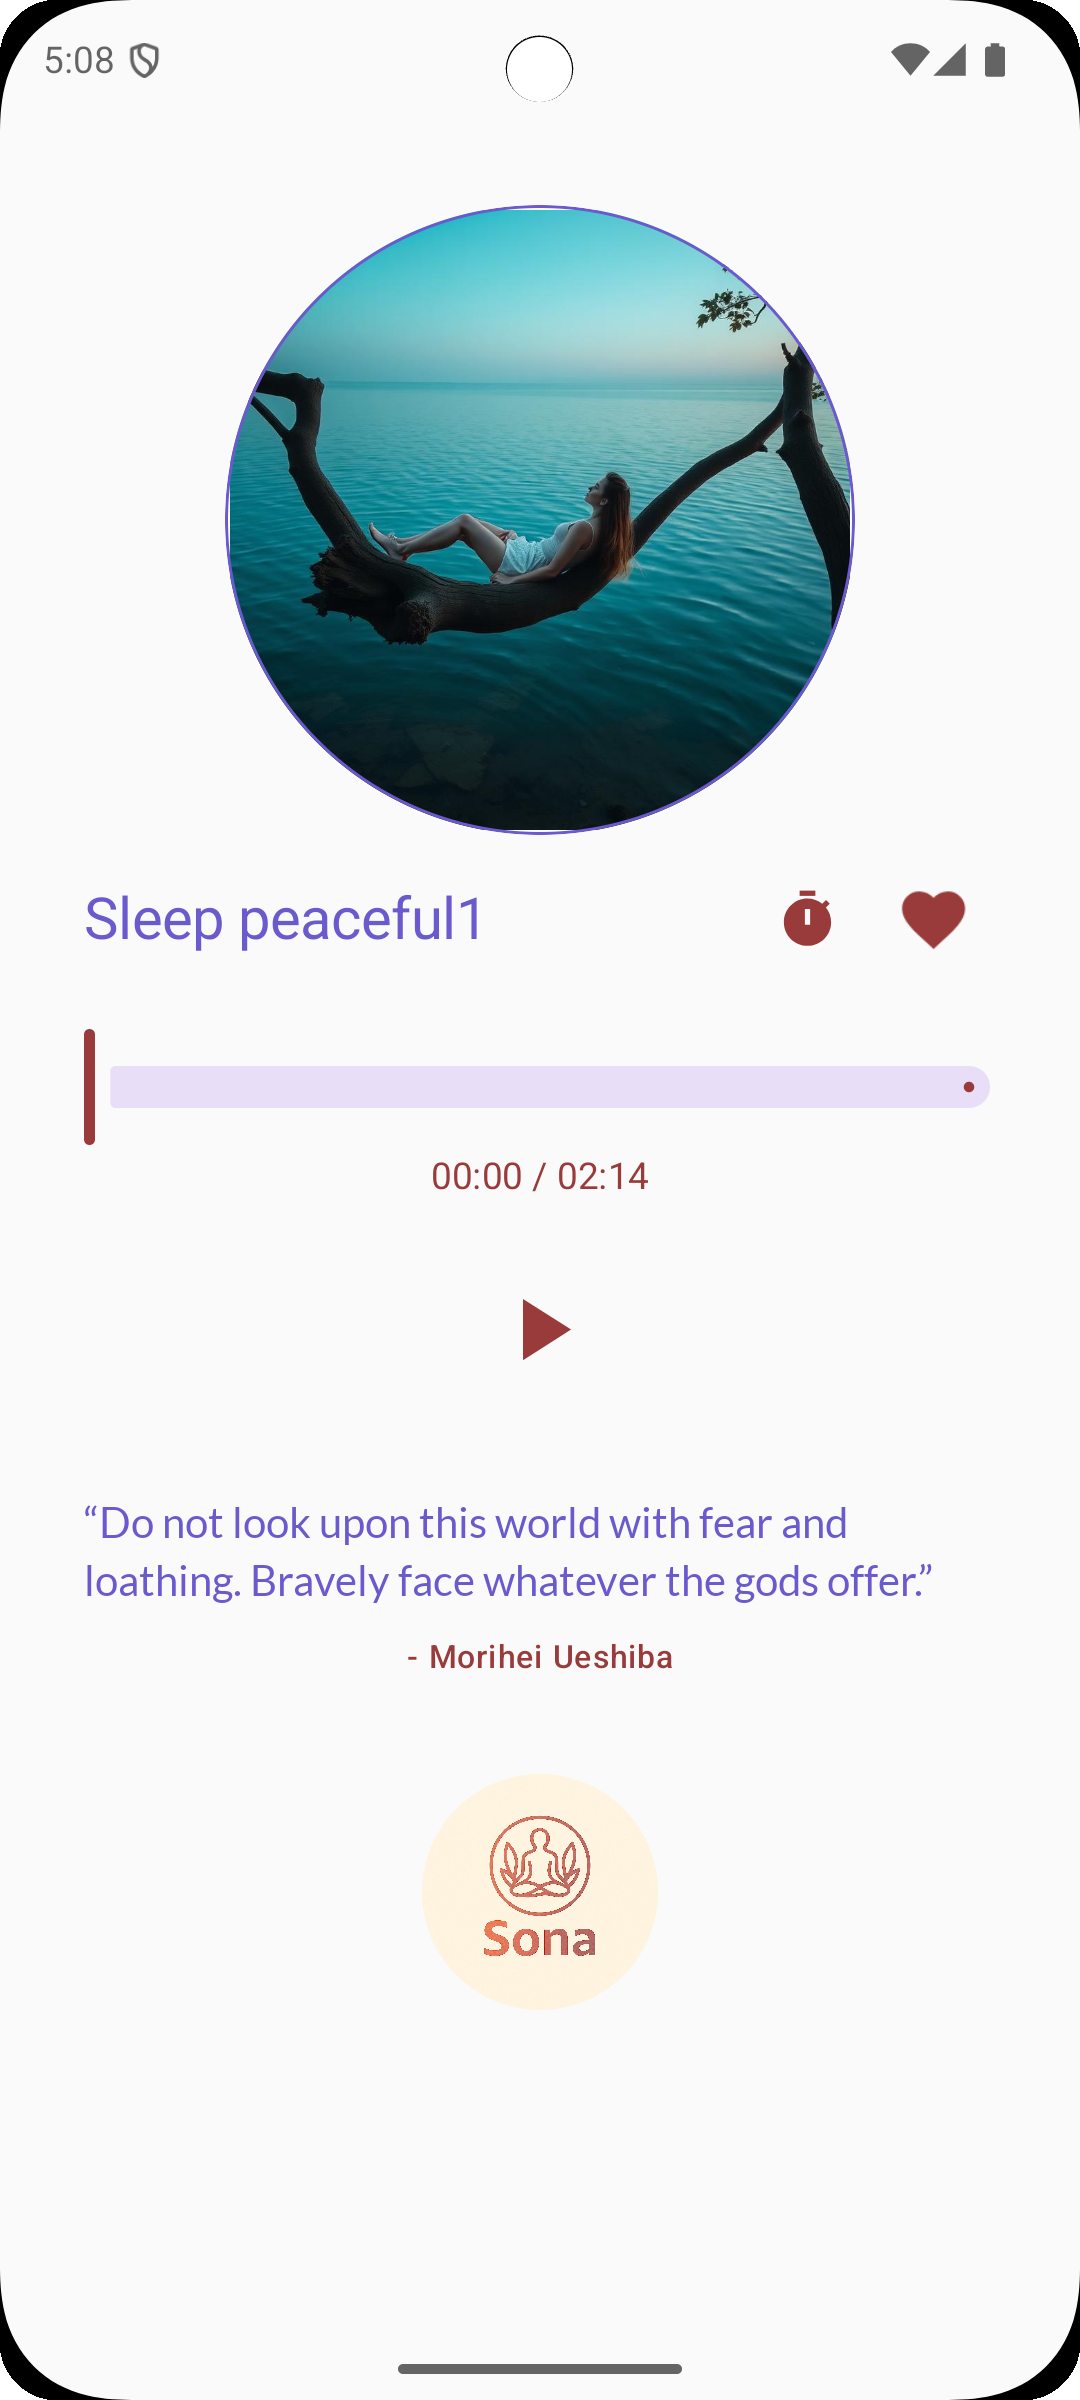 5:08
Sleep peaceful1
00:00 / 02:14
“Do not look upon this world with fear and
loathing. Bravely face whatever the gods offer.”
- Morihei Ueshiba
Sona